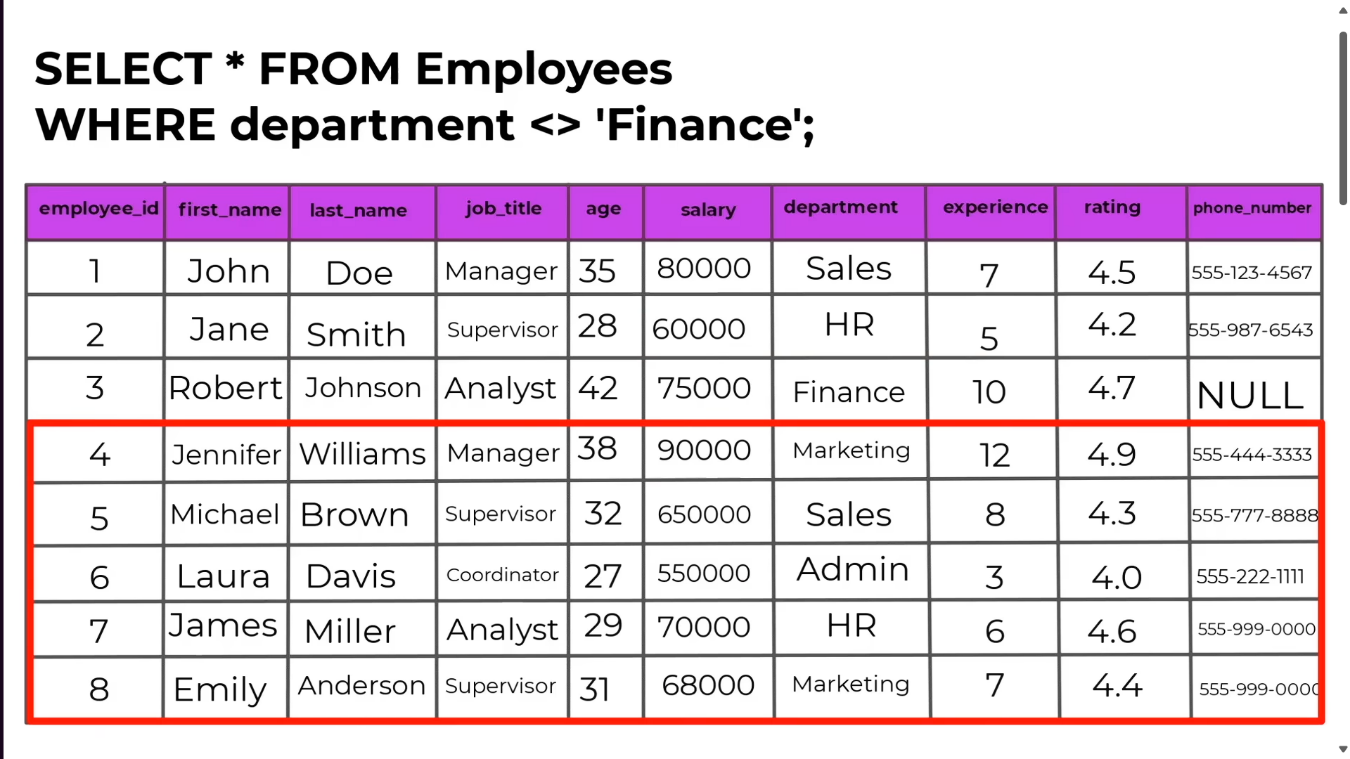 SELECT * FROM Employees
WHERE department <> 'Finance';
employee_id first_name last_name job_title age salary department experience rating phone_number
1 John Doe Manager 35 80000 Sales 7 4.5 555-123-4567
2 Jane Smith Supervisor 28 60000 HR 5 4.2 555-987-6543
3 Robert Johnson Analyst 42 75000 Finance 10 4.7 NULL
4 Jennifer Williams Manager 38 90000 Marketing 12 4.9 555-444-3333
5 Michael Brown Supervisor 32 650000 Sales 8 4.3 555-777-8888
6 Laura Davis Coordinator 27 550000 Admin 3 4.0 555-222-1111
7 James Miller Analyst 29 70000 HR 6 4.6 555-999-0000
8 Emily Anderson Supervisor 31 68000 Marketing 7 4.4 555-999-0000